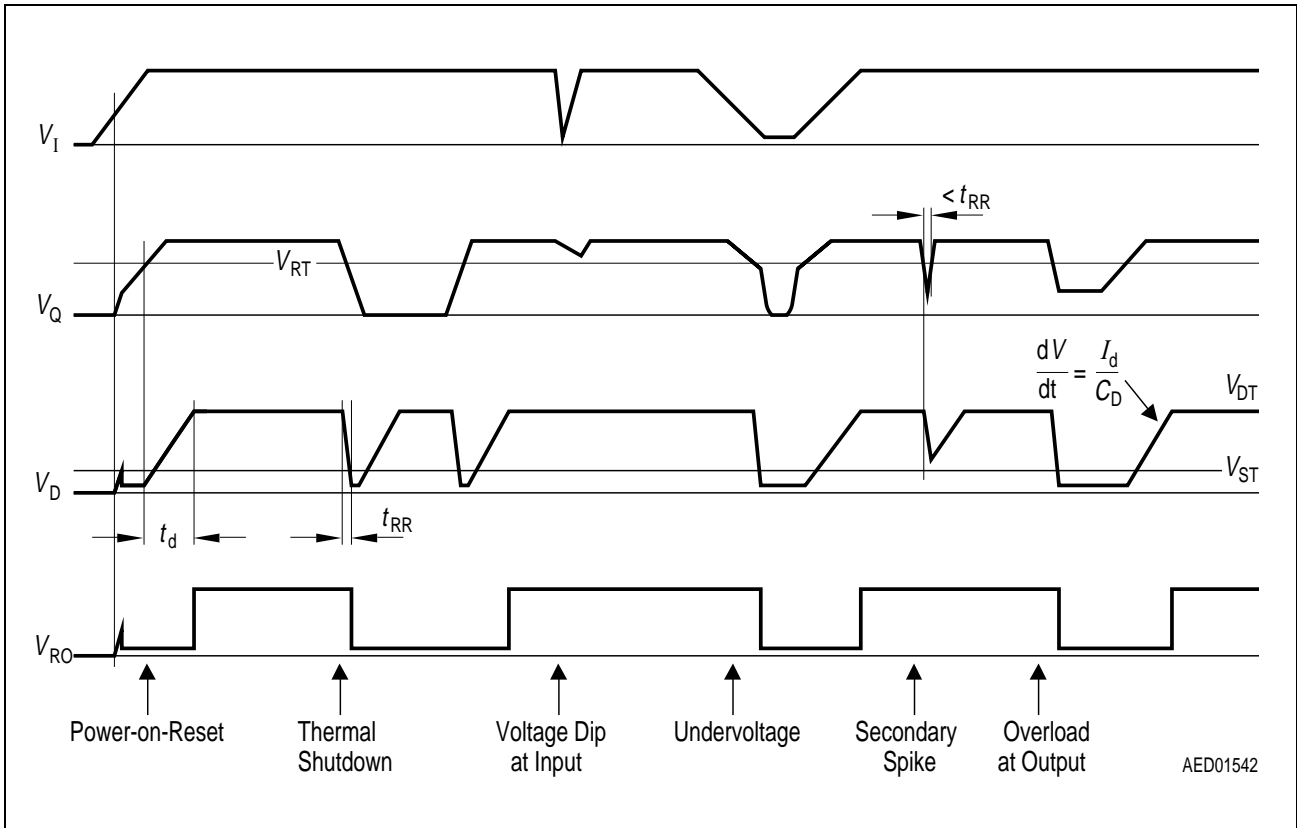 V_I
< t_RR
V_RT
V_Q
dV/dt = I_d/C_D
V_DT
V_D
V_ST
t_d
t_RR
V_RO
Power-on-Reset
Thermal
Shutdown
Voltage Dip
at Input
Undervoltage
Secondary
Spike
Overload
at Output
AED01542